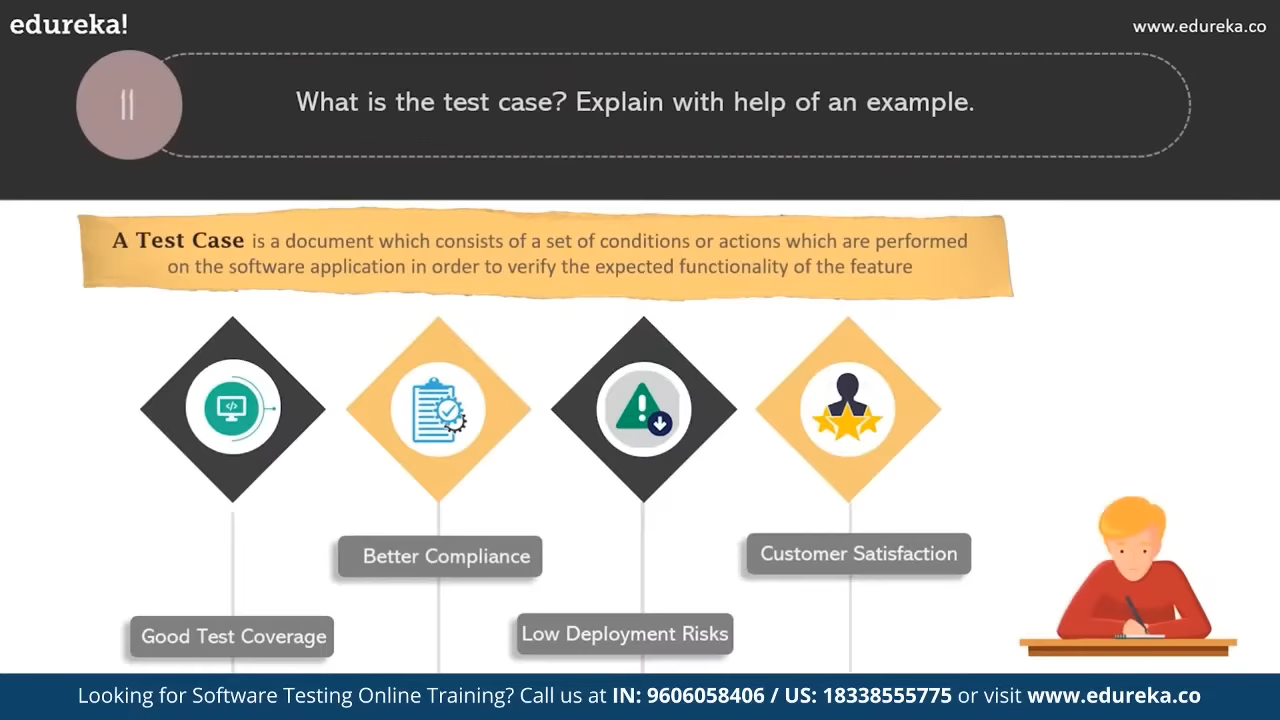 edureka!
www.edureka.co
11
What is the test case? Explain with help of an example.
A Test Case is a document which consists of a set of conditions or actions which are performed
on the software application in order to verify the expected functionality of the feature
Better Compliance
Customer Satisfaction
Good Test Coverage
Low Deployment Risks
Looking for Software Testing Online Training? Call us at IN: 9606058406 / US: 18338555775 or visit www.edureka.co